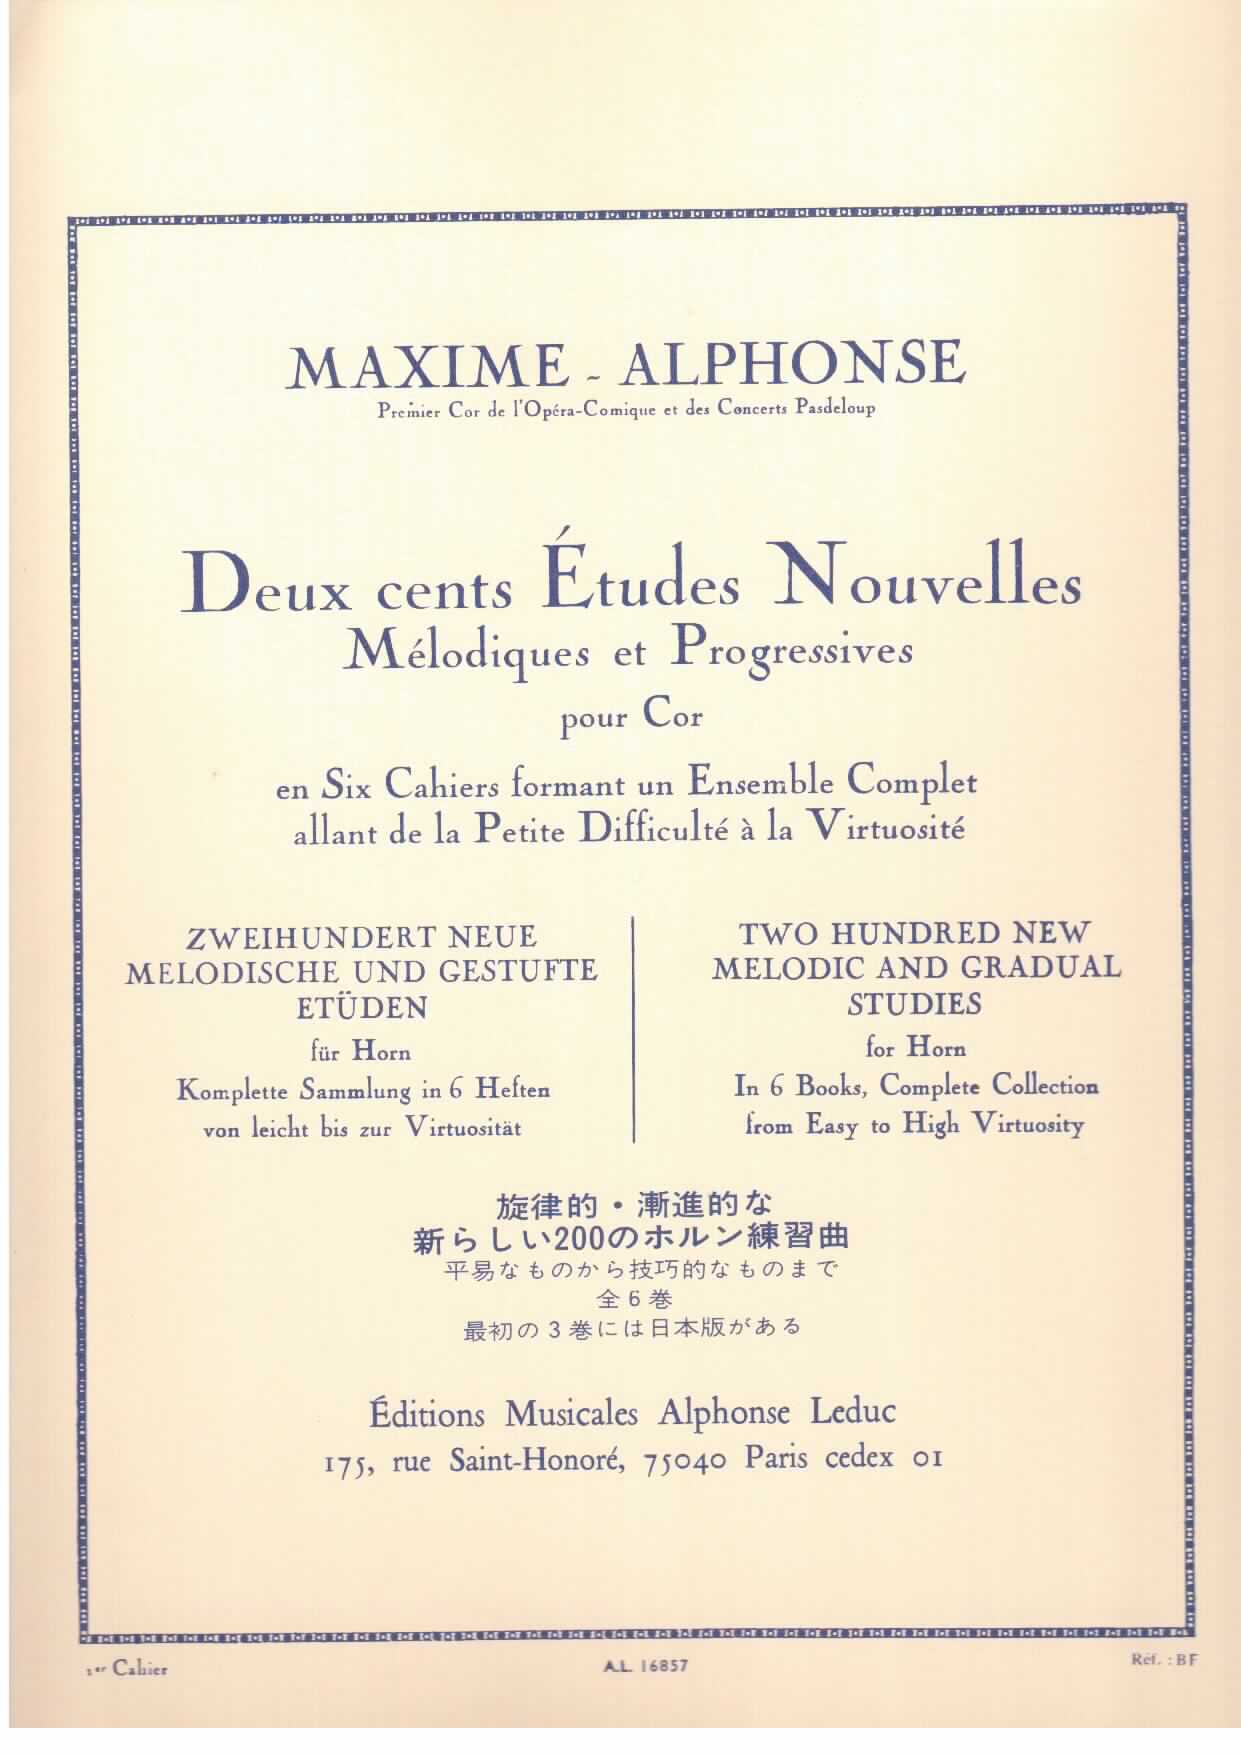 MAXIME - ALPHONSE
Premier Cor de l'Opéra-Comique et des Concerts Pasdeloup
Deux cents Études Nouvelles
Mélodiques et Progressives
pour Cor
en Six Cahiers formant un Ensemble Complet
allant de la Petite Difficulté à la Virtuosité
ZWEIHUNDERT NEUE
MELODISCHE UND GESTUFTE
ETÜDEN
für Horn
Komplette Sammlung in 6 Heften
von leicht bis zur Virtuosität
TWO HUNDRED NEW
MELODIC AND GRADUAL
STUDIES
for Horn
In 6 Books, Complete Collection
from Easy to High Virtuosity
旋律的・漸進的な
新らしい200のホルン練習曲
平易なものから技巧的なものまで
全6巻
最初の3巻には日本版がある
Éditions Musicales Alphonse Leduc
175, rue Saint-Honoré, 75040 Paris cedex 01
1er Cahier
A.L. 16857
Réf. : BF